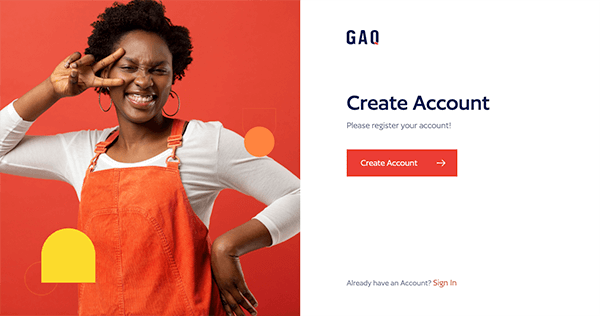 GAQ
Create Account
Please register your account!
Create Account
Already have an Account? Sign In